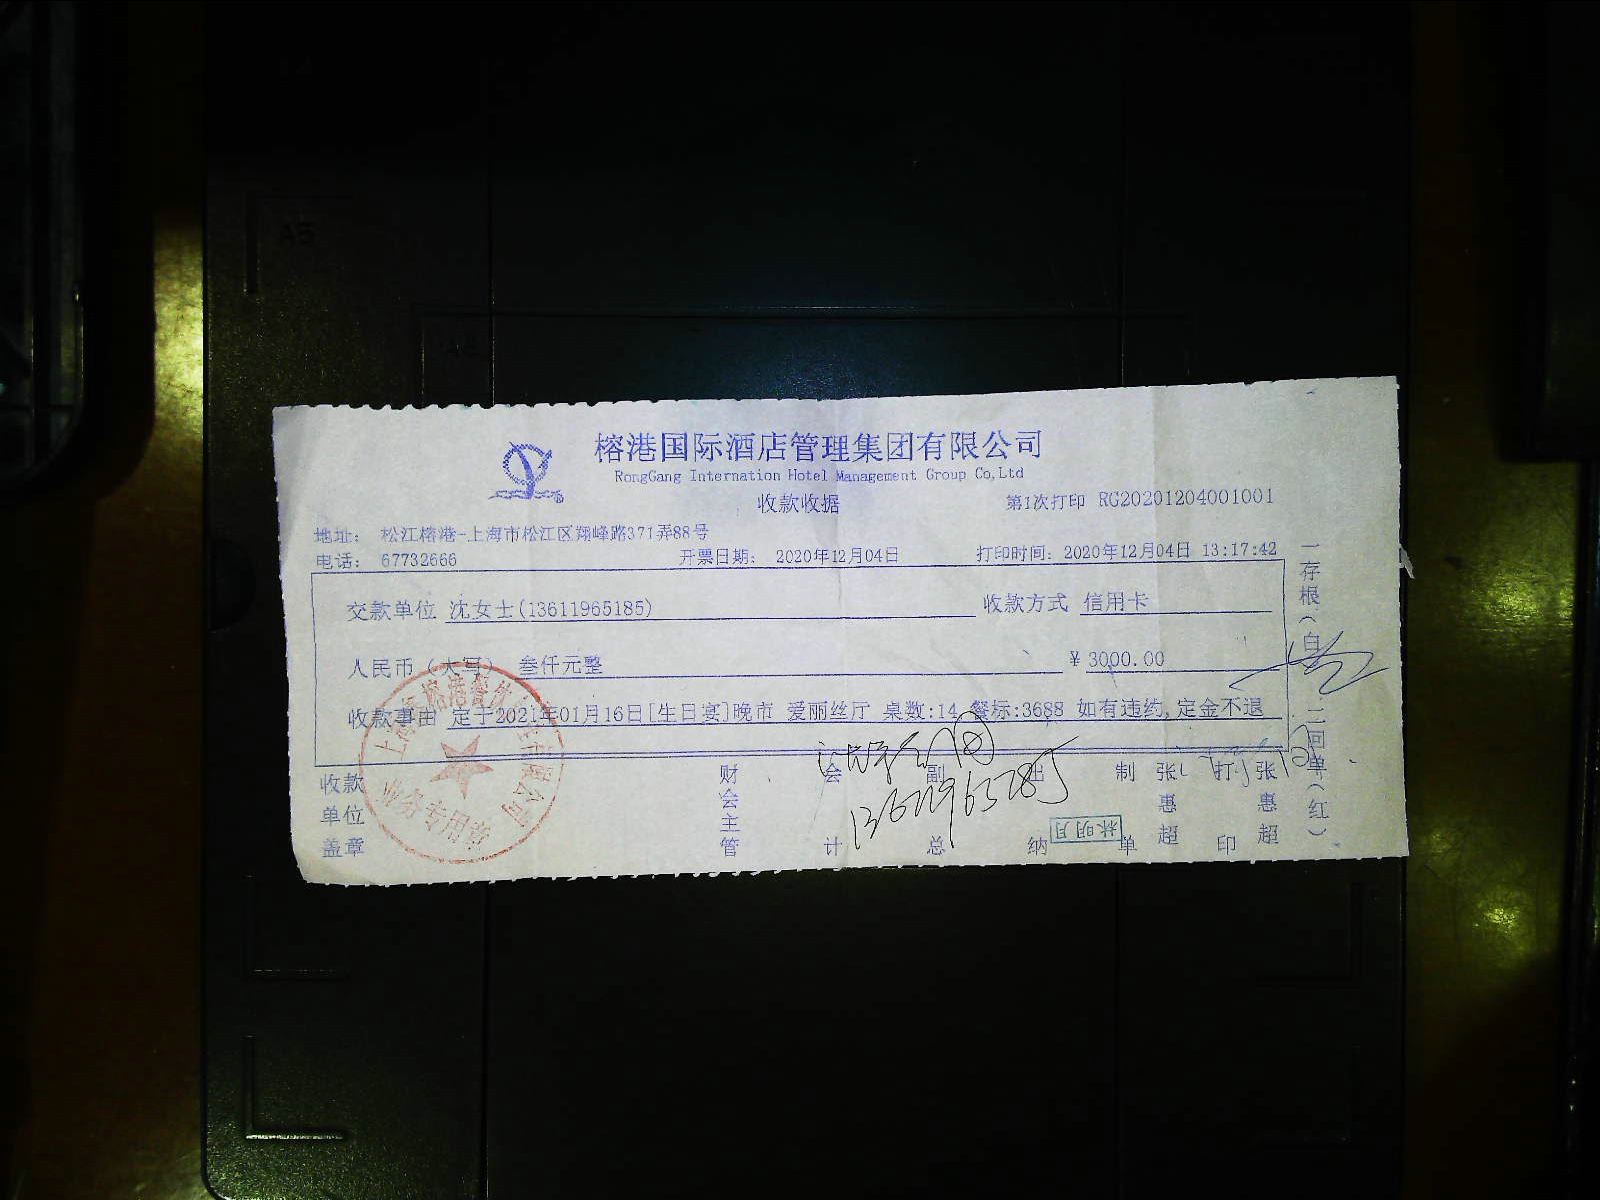 榕港国际酒店管理集团有限公司
RongGang Internation Hotel Management Group Co,Ltd
收款收据
第1次打印 RG20201204001001
地址: 松江榕港-上海市松江区翔峰路371弄88号
电话: 67732666 开票日期: 2020年12月04日 打印时间: 2020年12月04日 13:17:42
交款单位 沈女士(13611965185) 收款方式 信用卡
人民币(大写) 叁仟元整 ¥ 3000.00
收款事由 定于2021年01月16日[生日宴]晚市 爱丽丝厅 桌数:14 餐标:3688 如有违约,定金不退
收款单位盖章
财会主管
会计
副总
出纳
制单
张惠超
打印
张惠超
一存根(白) 二回单(红)
业务专用章
林明月
A5